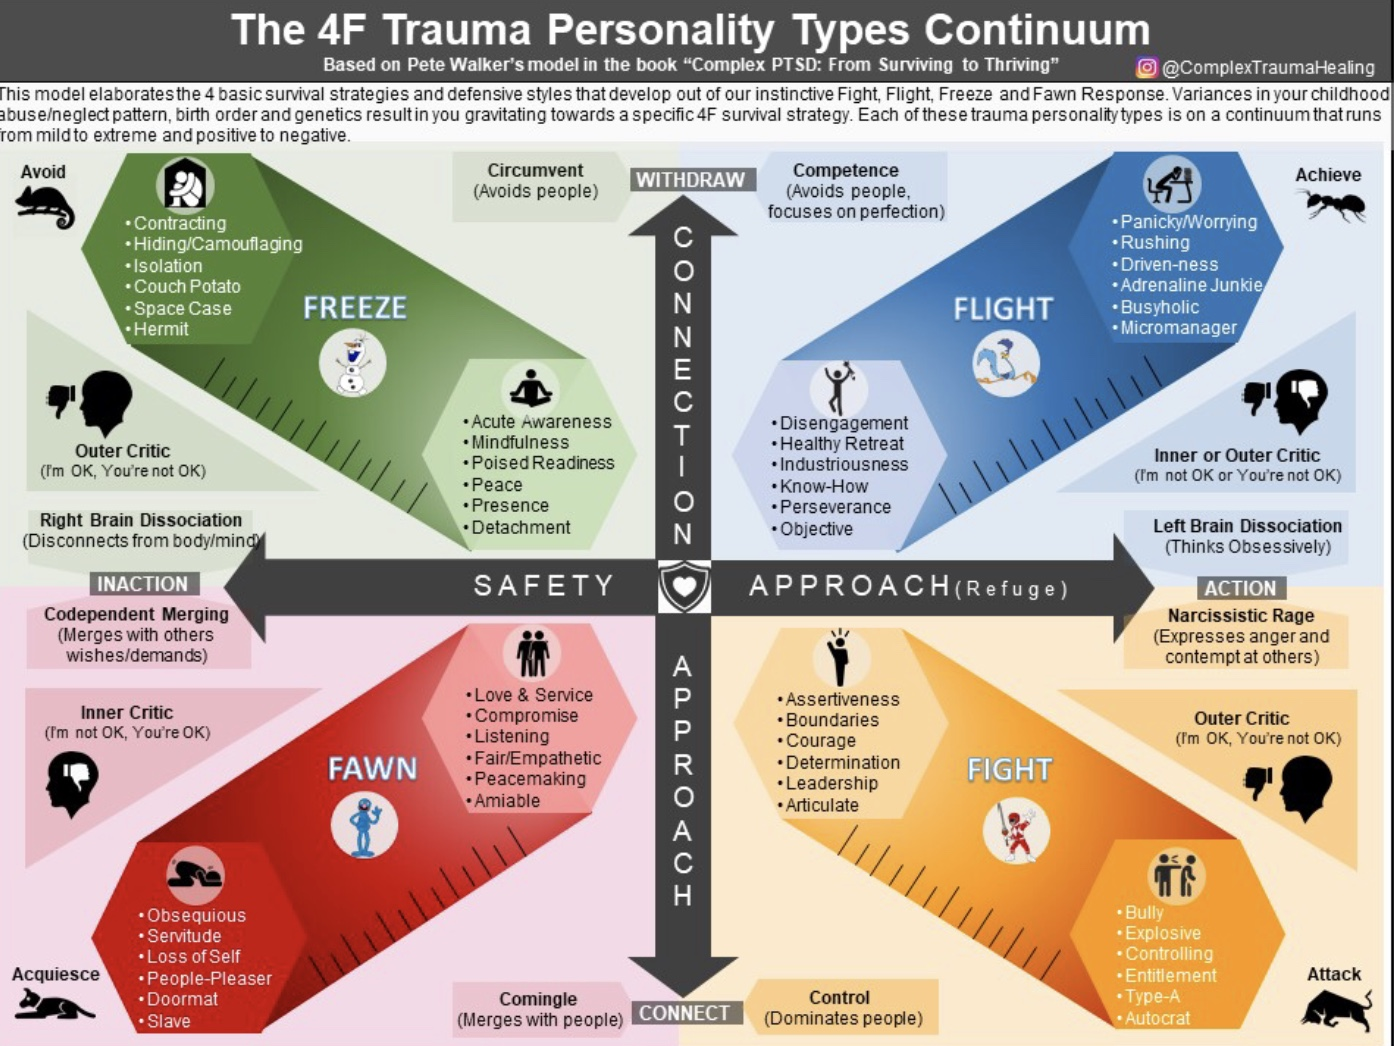 The 4F Trauma Personality Types Continuum
Based on Pete Walker's model in the book “Complex PTSD: From Surviving to Thriving”
@ComplexTraumaHealing
This model elaborates the 4 basic survival strategies and defensive styles that develop out of our instinctive Fight, Flight, Freeze and Fawn Response. Variances in your childhood
abuse/neglect pattern, birth order and genetics result in you gravitating towards a specific 4F survival strategy. Each of these trauma personality types is on a continuum that runs
from mild to extreme and positive to negative.
Avoid
• Contracting
• Hiding/Camouflaging
• Isolation
• Couch Potato
• Space Case
• Hermit
FREEZE
Circumvent
(Avoids people)
WITHDRAW
Competence
(Avoids people,
focuses on perfection)
FLIGHT
• Panicky/Worrying
• Rushing
• Driven-ness
• Adrenaline Junkie
• Busyholic
• Micromanager
Achieve
Outer Critic
(I'm OK, You're not OK)
• Acute Awareness
• Mindfulness
• Poised Readiness
• Peace
• Presence
• Detachment
CONNECTION
• Disengagement
• Healthy Retreat
• Industriousness
• Know-How
• Perseverance
• Objective
Inner or Outer Critic
(I'm not OK or You're not OK)
Right Brain Dissociation
(Disconnects from body/mind)
Left Brain Dissociation
(Thinks Obsessively)
INACTION
SAFETY
APPROACH (Refuge)
ACTION
Codependent Merging
(Merges with others
wishes/demands)
Narcissistic Rage
(Expresses anger and
contempt at others)
Inner Critic
(I'm not OK, You're OK)
FAWN
• Love & Service
• Compromise
• Listening
• Fair/Empathetic
• Peacemaking
• Amiable
APPROACH
• Assertiveness
• Boundaries
• Courage
• Determination
• Leadership
• Articulate
FIGHT
Outer Critic
(I'm OK, You're not OK)
• Obsequious
• Servitude
• Loss of Self
• People-Pleaser
• Doormat
• Slave
Acquiesce
Comingle
(Merges with people)
CONNECT
Control
(Dominates people)
• Bully
• Explosive
• Controlling
• Entitlement
• Type-A
• Autocrat
Attack